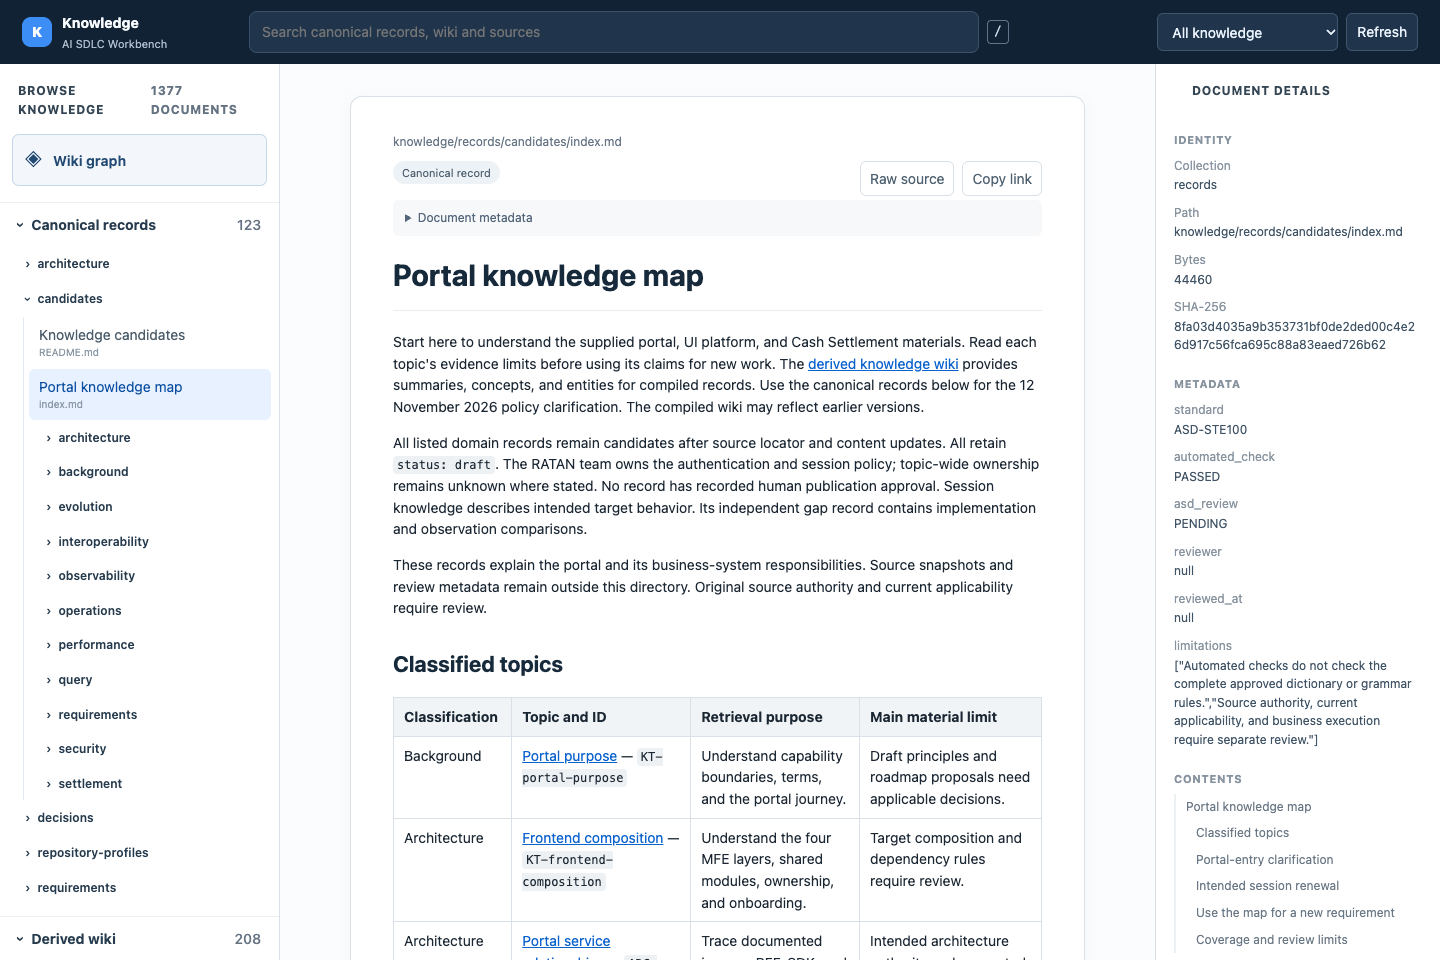 K
Knowledge
AI SDLC Workbench
Search canonical records, wiki and sources
/
All knowledge
Refresh
BROWSE KNOWLEDGE
1377 DOCUMENTS
Wiki graph
Canonical records 123
architecture
candidates
Knowledge candidates
README.md
Portal knowledge map
index.md
architecture
background
evolution
interoperability
observability
operations
performance
query
requirements
security
settlement
decisions
repository-profiles
requirements
Derived wiki 208
knowledge/records/candidates/index.md
Canonical record
Raw source
Copy link
Document metadata
Portal knowledge map
Start here to understand the supplied portal, UI platform, and Cash Settlement materials. Read each
topic's evidence limits before using its claims for new work. The derived knowledge wiki provides
summaries, concepts, and entities for compiled records. Use the canonical records below for the 12
November 2026 policy clarification. The compiled wiki may reflect earlier versions.
All listed domain records remain candidates after source locator and content updates. All retain
status: draft. The RATAN team owns the authentication and session policy; topic-wide ownership
remains unknown where stated. No record has recorded human publication approval. Session
knowledge describes intended target behavior. Its independent gap record contains implementation
and observation comparisons.
These records explain the portal and its business-system responsibilities. Source snapshots and
review metadata remain outside this directory. Original source authority and current applicability
require review.
Classified topics
Classification Topic and ID Retrieval purpose Main material limit
Background
Portal purpose — KT-
portal-purpose
Understand capability
boundaries, terms,
and the portal journey.
Draft principles and
roadmap proposals need
applicable decisions.
Architecture
Frontend composition —
KT-frontend-
composition
Understand the four
MFE layers, shared
modules, ownership,
and onboarding.
Target composition and
dependency rules
require review.
Architecture
Portal service
Trace documented
Intended architecture
DOCUMENT DETAILS
IDENTITY
Collection
records
Path
knowledge/records/candidates/index.md
Bytes
44460
SHA-256
8fa03d4035a9b353731bf0de2ded00c4e2
6d917c56fca695c88a83eaed726b62
METADATA
standard
ASD-STE100
automated_check
PASSED
asd_review
PENDING
reviewer
null
reviewed_at
null
limitations
["Automated checks do not check the
complete approved dictionary or grammar
rules.","Source authority, current
applicability, and business execution
require separate review."]
CONTENTS
Portal knowledge map
Classified topics
Portal-entry clarification
Intended session renewal
Use the map for a new requirement
Coverage and review limits